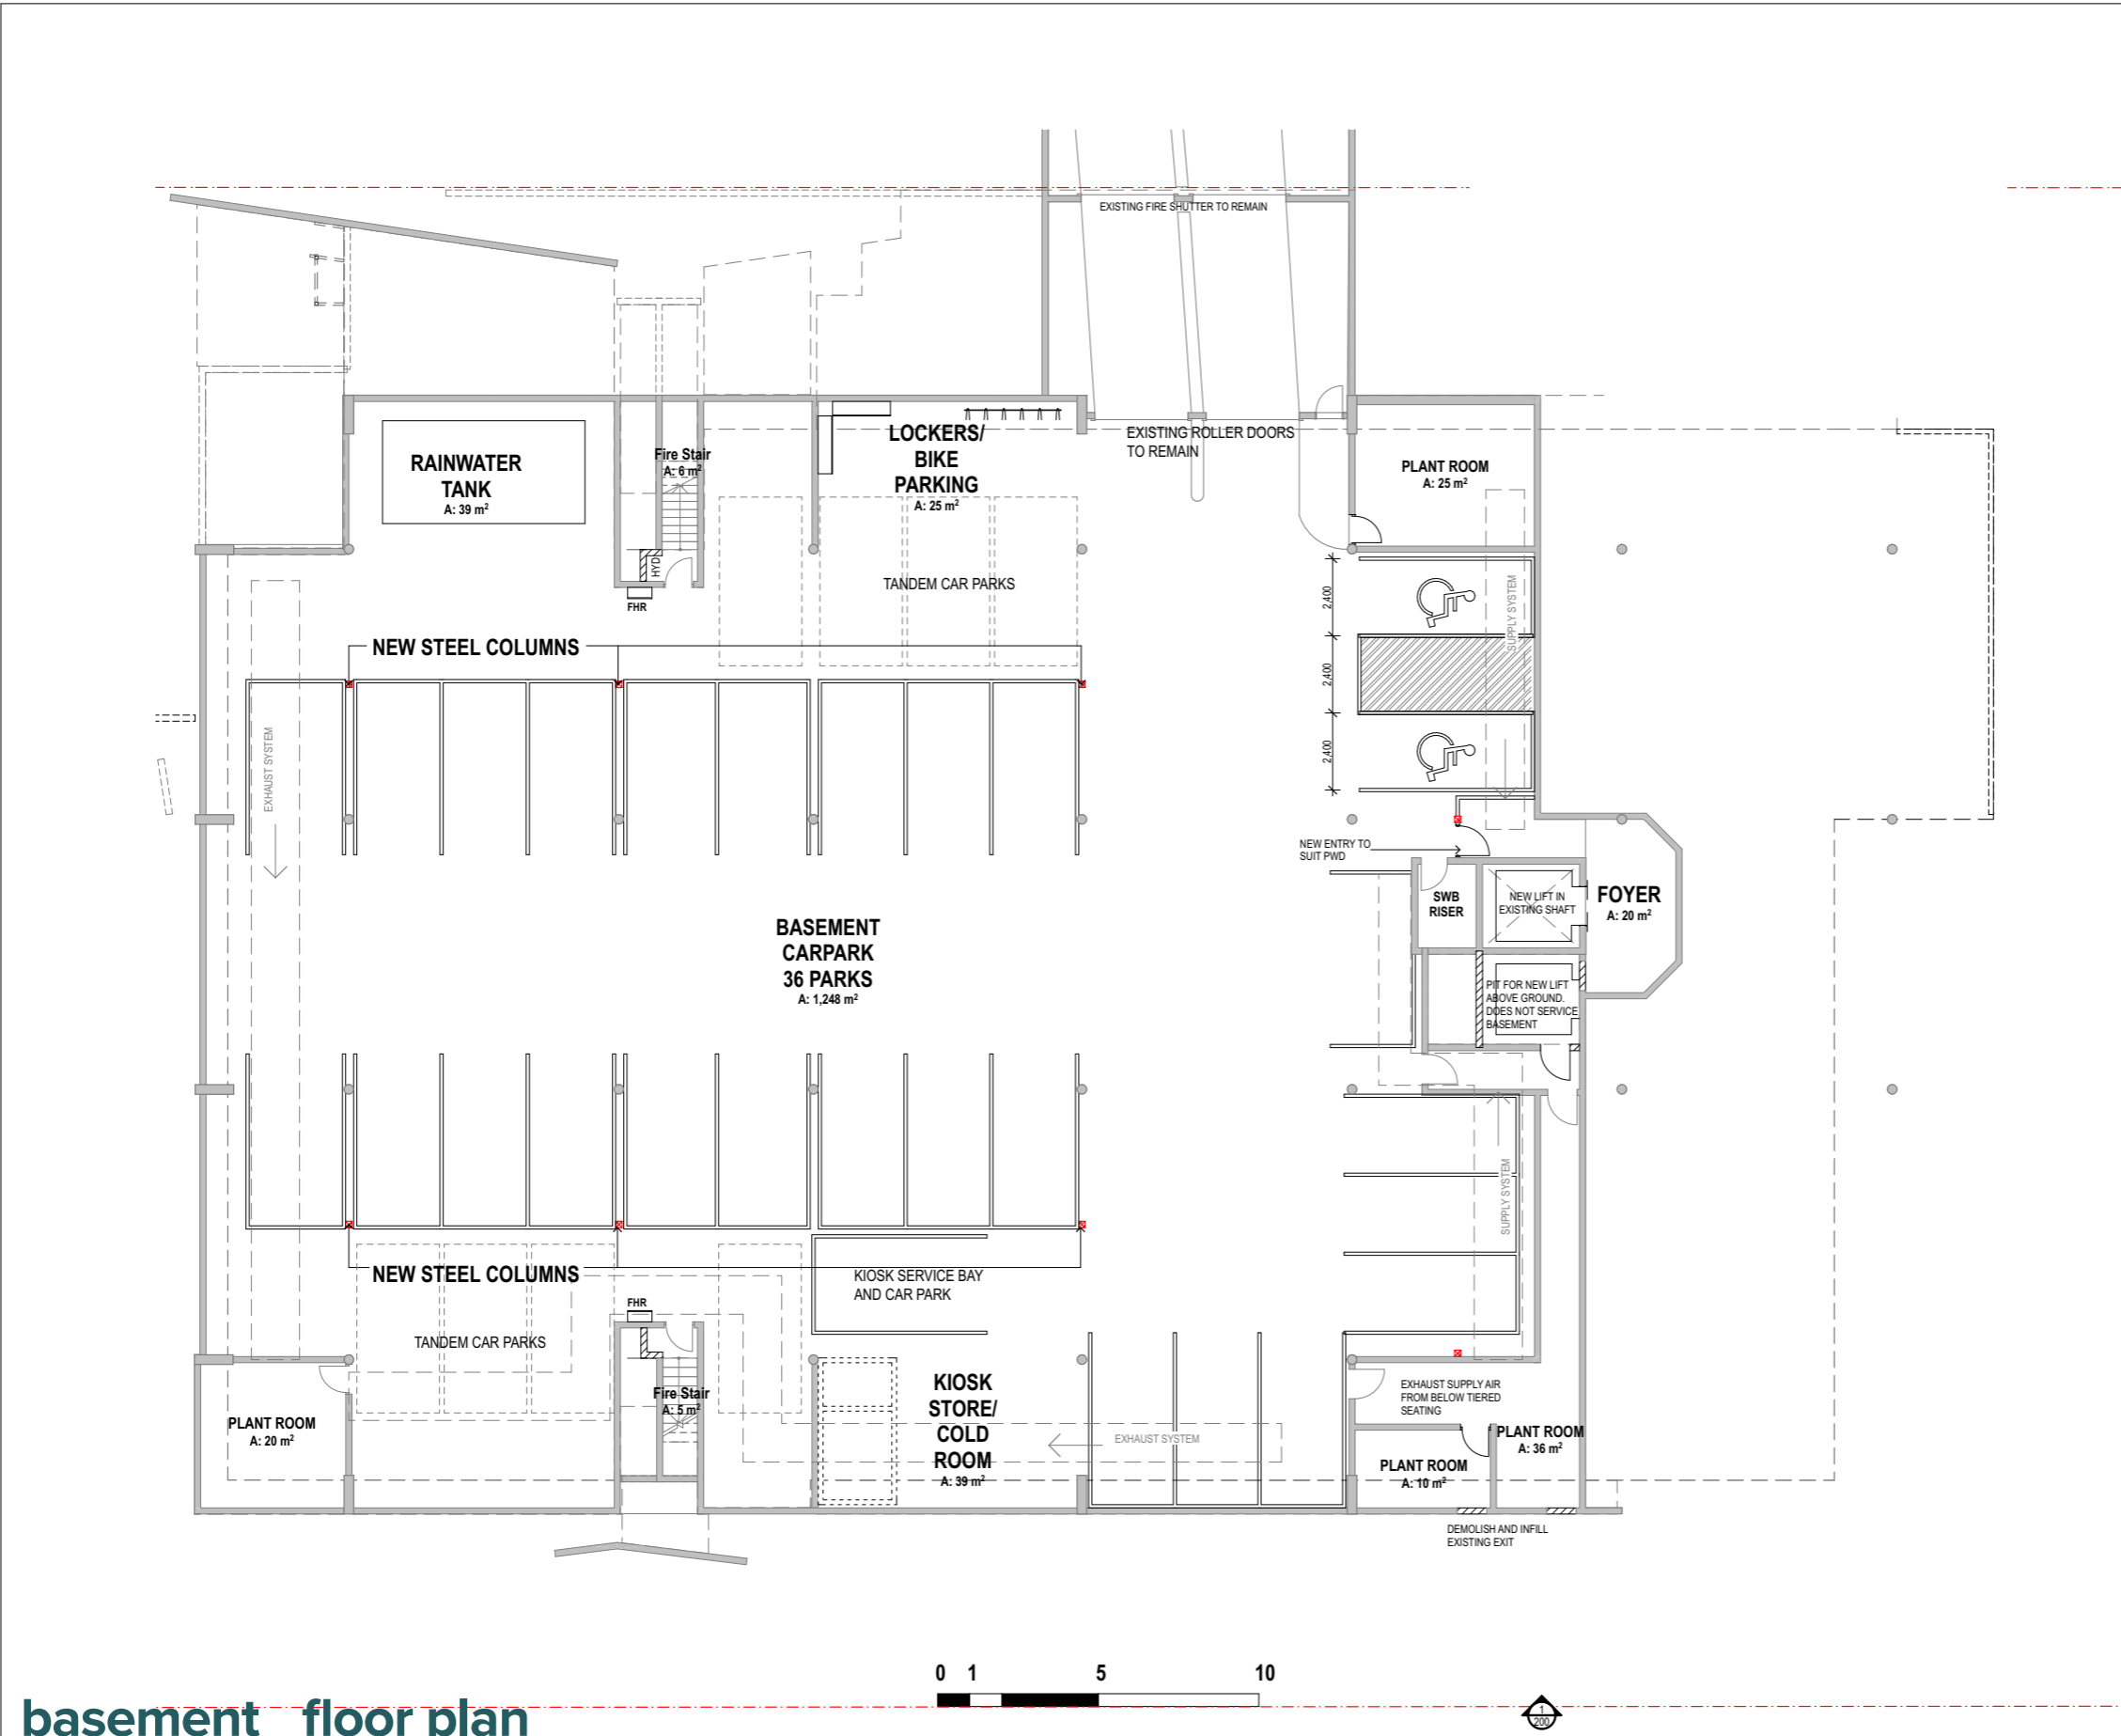 EXISTING FIRE SHUTTER TO REMAIN
RAINWATER
TANK
A: 39 m²
Fire Stair
A: 6 m²
HYD
FHR
LOCKERS/
BIKE
PARKING
A: 25 m²
EXISTING ROLLER DOORS
TO REMAIN
PLANT ROOM
A: 25 m²
TANDEM CAR PARKS
NEW STEEL COLUMNS
2,400
2,400
2,400
SUPPLY SYSTEM
EXHAUST SYSTEM
NEW ENTRY TO
SUIT PWD
SWB
RISER
NEW LIFT IN
EXISTING SHAFT
FOYER
A: 20 m²
BASEMENT
CARPARK
36 PARKS
A: 1,248 m²
PIT FOR NEW LIFT
ABOVE GROUND.
DOES NOT SERVICE
BASEMENT
SUPPLY SYSTEM
NEW STEEL COLUMNS
KIOSK SERVICE BAY
AND CAR PARK
FHR
TANDEM CAR PARKS
Fire Stair
A: 5 m²
PLANT ROOM
A: 20 m²
KIOSK
STORE/
COLD
ROOM
A: 39 m²
EXHAUST SYSTEM
EXHAUST SUPPLY AIR
FROM BELOW TIERED
SEATING
PLANT ROOM
A: 36 m²
PLANT ROOM
A: 10 m²
DEMOLISH AND INFILL
EXISTING EXIT
0 1 5 10
1
200
basement floor plan